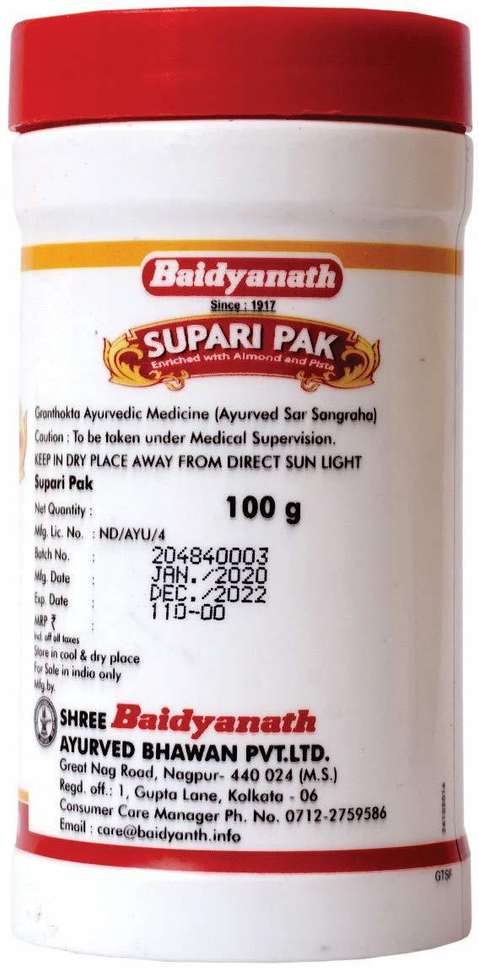 Baidyanath
Since : 1917
SUPARI PAK
Enriched with Almond and Pista
Granthokta Ayurvedic Medicine (Ayurved Sar Sangraha)
Caution : To be taken under Medical Supervision.
KEEP IN DRY PLACE AWAY FROM DIRECT SUN LIGHT
Supari Pak
Net Quantity : 100 g
Mfg. Lic. No. : ND/AYU/4
Batch No. : 204840003
Mfg. Date : JAN./2020
Exp. Date : DEC./2022
MRP ₹ : 110-00
Incl. off all taxes
Store in cool & dry place
For Sale in india only
Mfg.by.
SHREE Baidyanath
AYURVED BHAWAN PVT.LTD.
Great Nag Road, Nagpur- 440 024 (M.S.)
Regd. off.: 1, Gupta Lane, Kolkata - 06
Consumer Care Manager Ph. No. 0712-2759586
Email : care@baidyanth.info